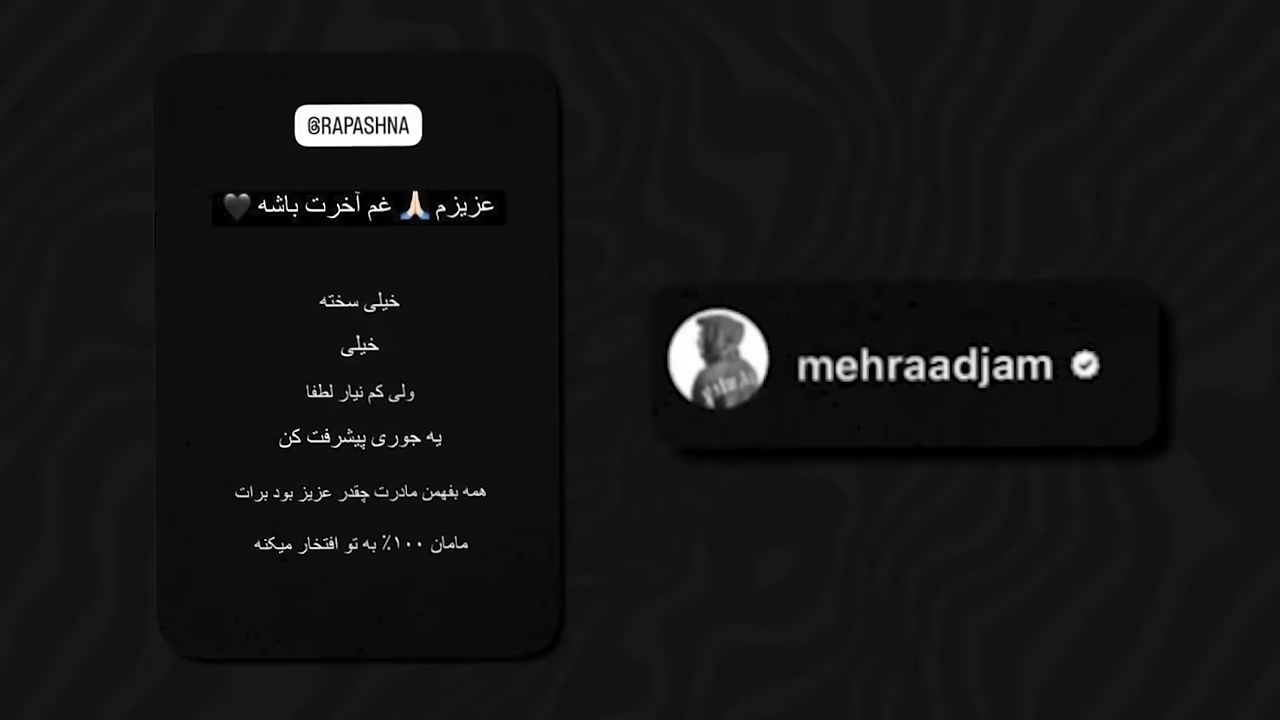 @RAPASHNA
عزیزم 🙏🏻 غم آخرت باشه 🖤
خیلی سخته
خیلی
ولی کم نیار لطفا
یه جوری پیشرفت کن
همه بفهمن مادرت چقدر عزیز بود برات
مامان ۱۰۰٪ به تو افتخار میکنه
mehraadjam